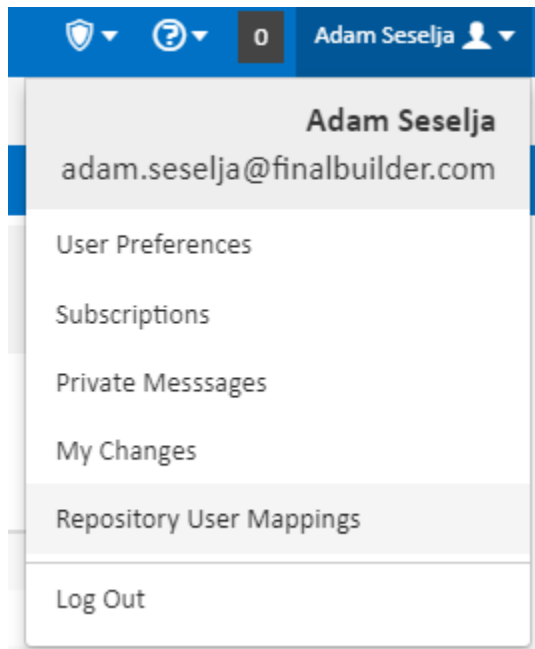 0 Adam Seselja
Adam Seselja
adam.seselja@finalbuilder.com
User Preferences
Subscriptions
Private Messsages
My Changes
Repository User Mappings
Log Out